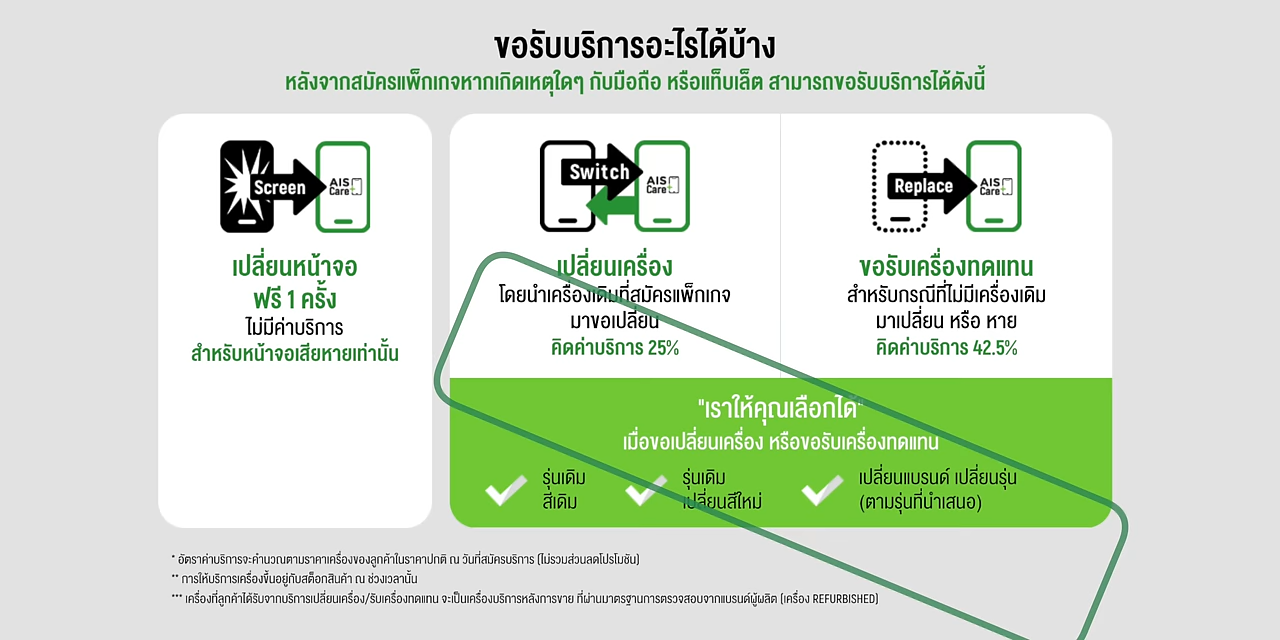 ขอรับบริการอะไรได้บ้าง
หลังจากสมัครแพ็กเกจหากเกิดเหตุใดๆ กับมือถือ หรือแท็บเล็ต สามารถขอรับบริการได้ดังนี้
Screen
AIS
Care
เปลี่ยนหน้าจอ
ฟรี 1 ครั้ง
ไม่มีค่าบริการ
สำหรับหน้าจอเสียหายเท่านั้น
Switch
AIS
Care
เปลี่ยนเครื่อง
โดยนำเครื่องเดิมที่สมัครแพ็กเกจ
มาขอเปลี่ยน
คิดค่าบริการ 25%
Replace
AIS
Care
ขอรับเครื่องทดแทน
สำหรับกรณีที่ไม่มีเครื่องเดิม
มาเปลี่ยน หรือ หาย
คิดค่าบริการ 42.5%
"เราให้คุณเลือกได้"
เมื่อขอเปลี่ยนเครื่อง หรือขอรับเครื่องทดแทน
รุ่นเดิม
สีเดิม
รุ่นเดิม
เปลี่ยนสีใหม่
เปลี่ยนแบรนด์ เปลี่ยนรุ่น
(ตามรุ่นที่นำเสนอ)
* อัตราค่าบริการจะคำนวณตามราคาเครื่องของลูกค้าในราคาปกติ ณ วันที่สมัครบริการ (ไม่รวมส่วนลดโปรโมชัน)
** การให้บริการเครื่องขึ้นอยู่กับสต็อกสินค้า ณ ช่วงเวลานั้น
*** เครื่องที่ลูกค้าได้รับจากบริการเปลี่ยนเครื่อง/รับเครื่องทดแทน จะเป็นเครื่องบริการหลังการขาย ที่ผ่านมาตรฐานการตรวจสอบจากแบรนด์ผู้ผลิต (เครื่อง REFURBISHED)